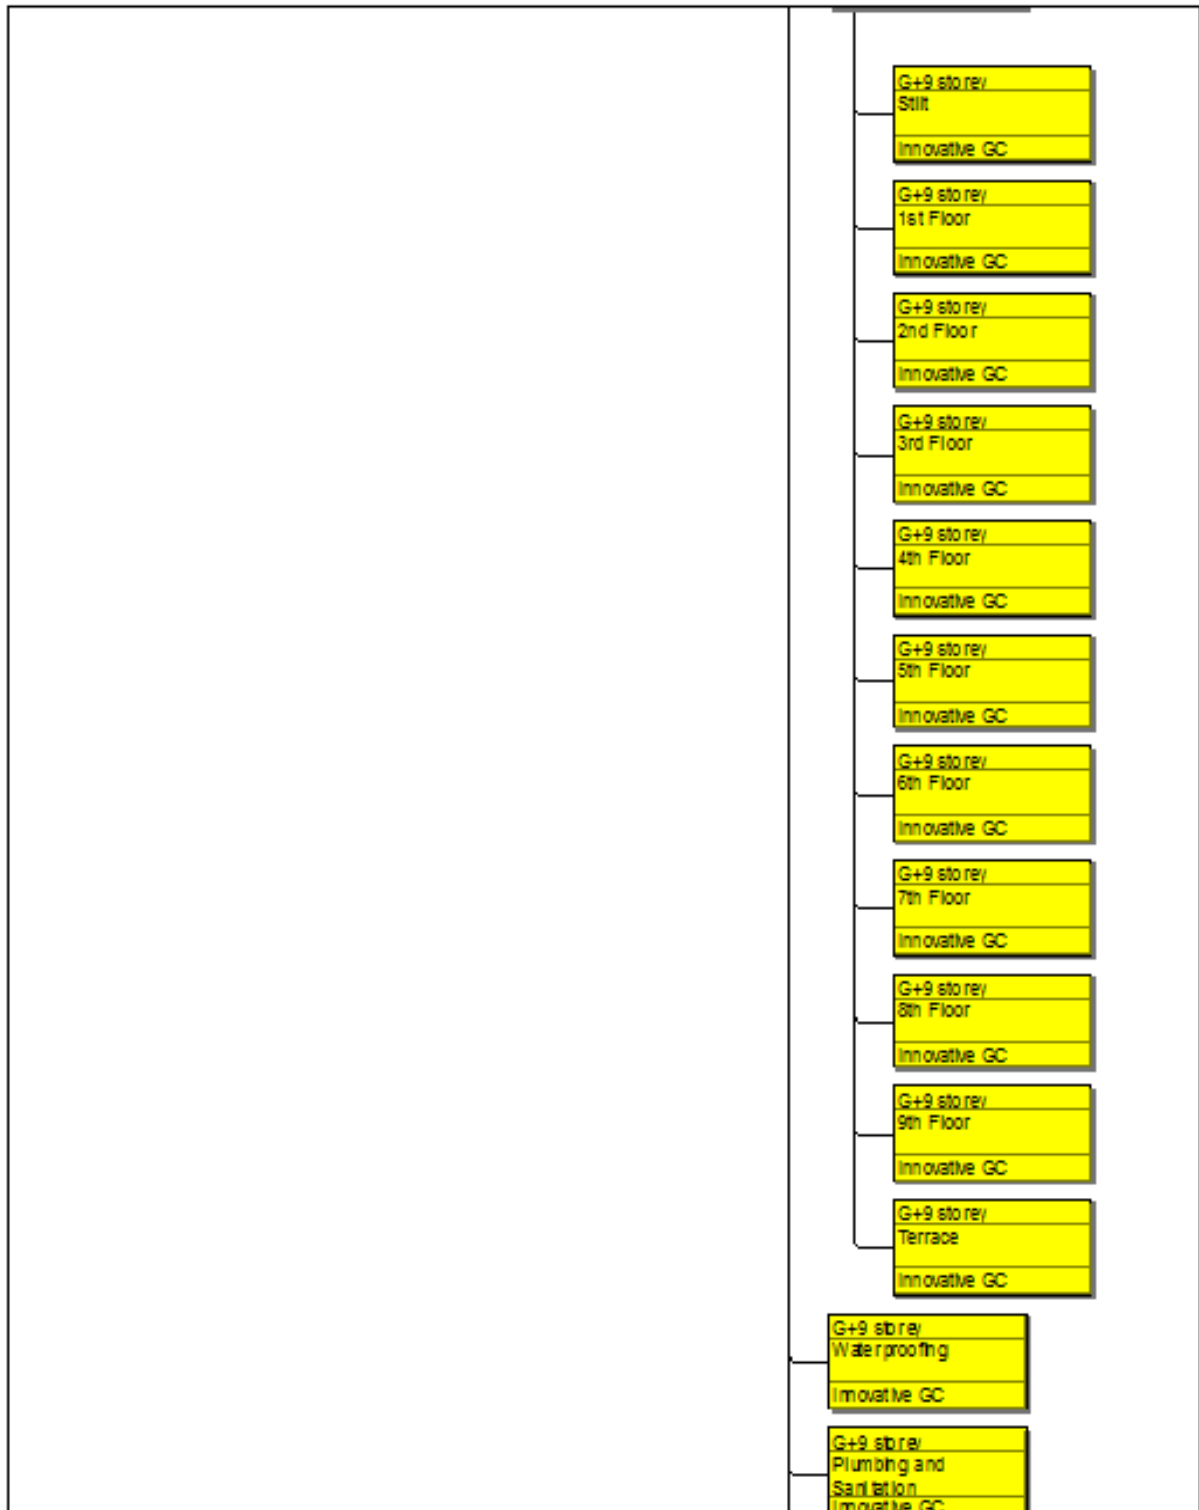 G+9 storey
Stilt
Innovative GC
G+9 storey
1st Floor
Innovative GC
G+9 storey
2nd Floor
Innovative GC
G+9 storey
3rd Floor
Innovative GC
G+9 storey
4th Floor
Innovative GC
G+9 storey
5th Floor
Innovative GC
G+9 storey
6th Floor
Innovative GC
G+9 storey
7th Floor
Innovative GC
G+9 storey
8th Floor
Innovative GC
G+9 storey
9th Floor
Innovative GC
G+9 storey
Terrace
Innovative GC
G+9 storey
Waterproofing
Innovative GC
G+9 storey
Plumbing and
Sanitation
Innovative GC